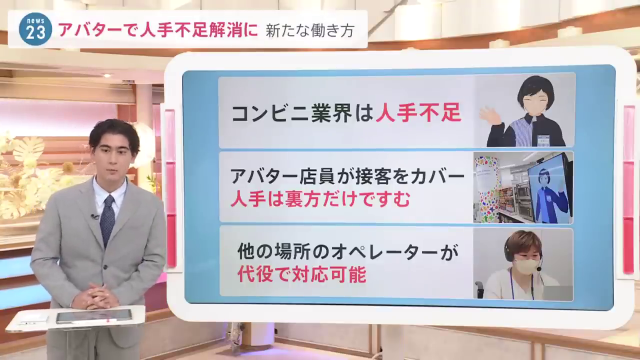 news
23
アバターで人手不足解消に 新たな働き方
コンビニ業界は人手不足
アバター店員が接客をカバー
人手は裏方だけですむ
他の場所のオペレーターが
代役で対応可能